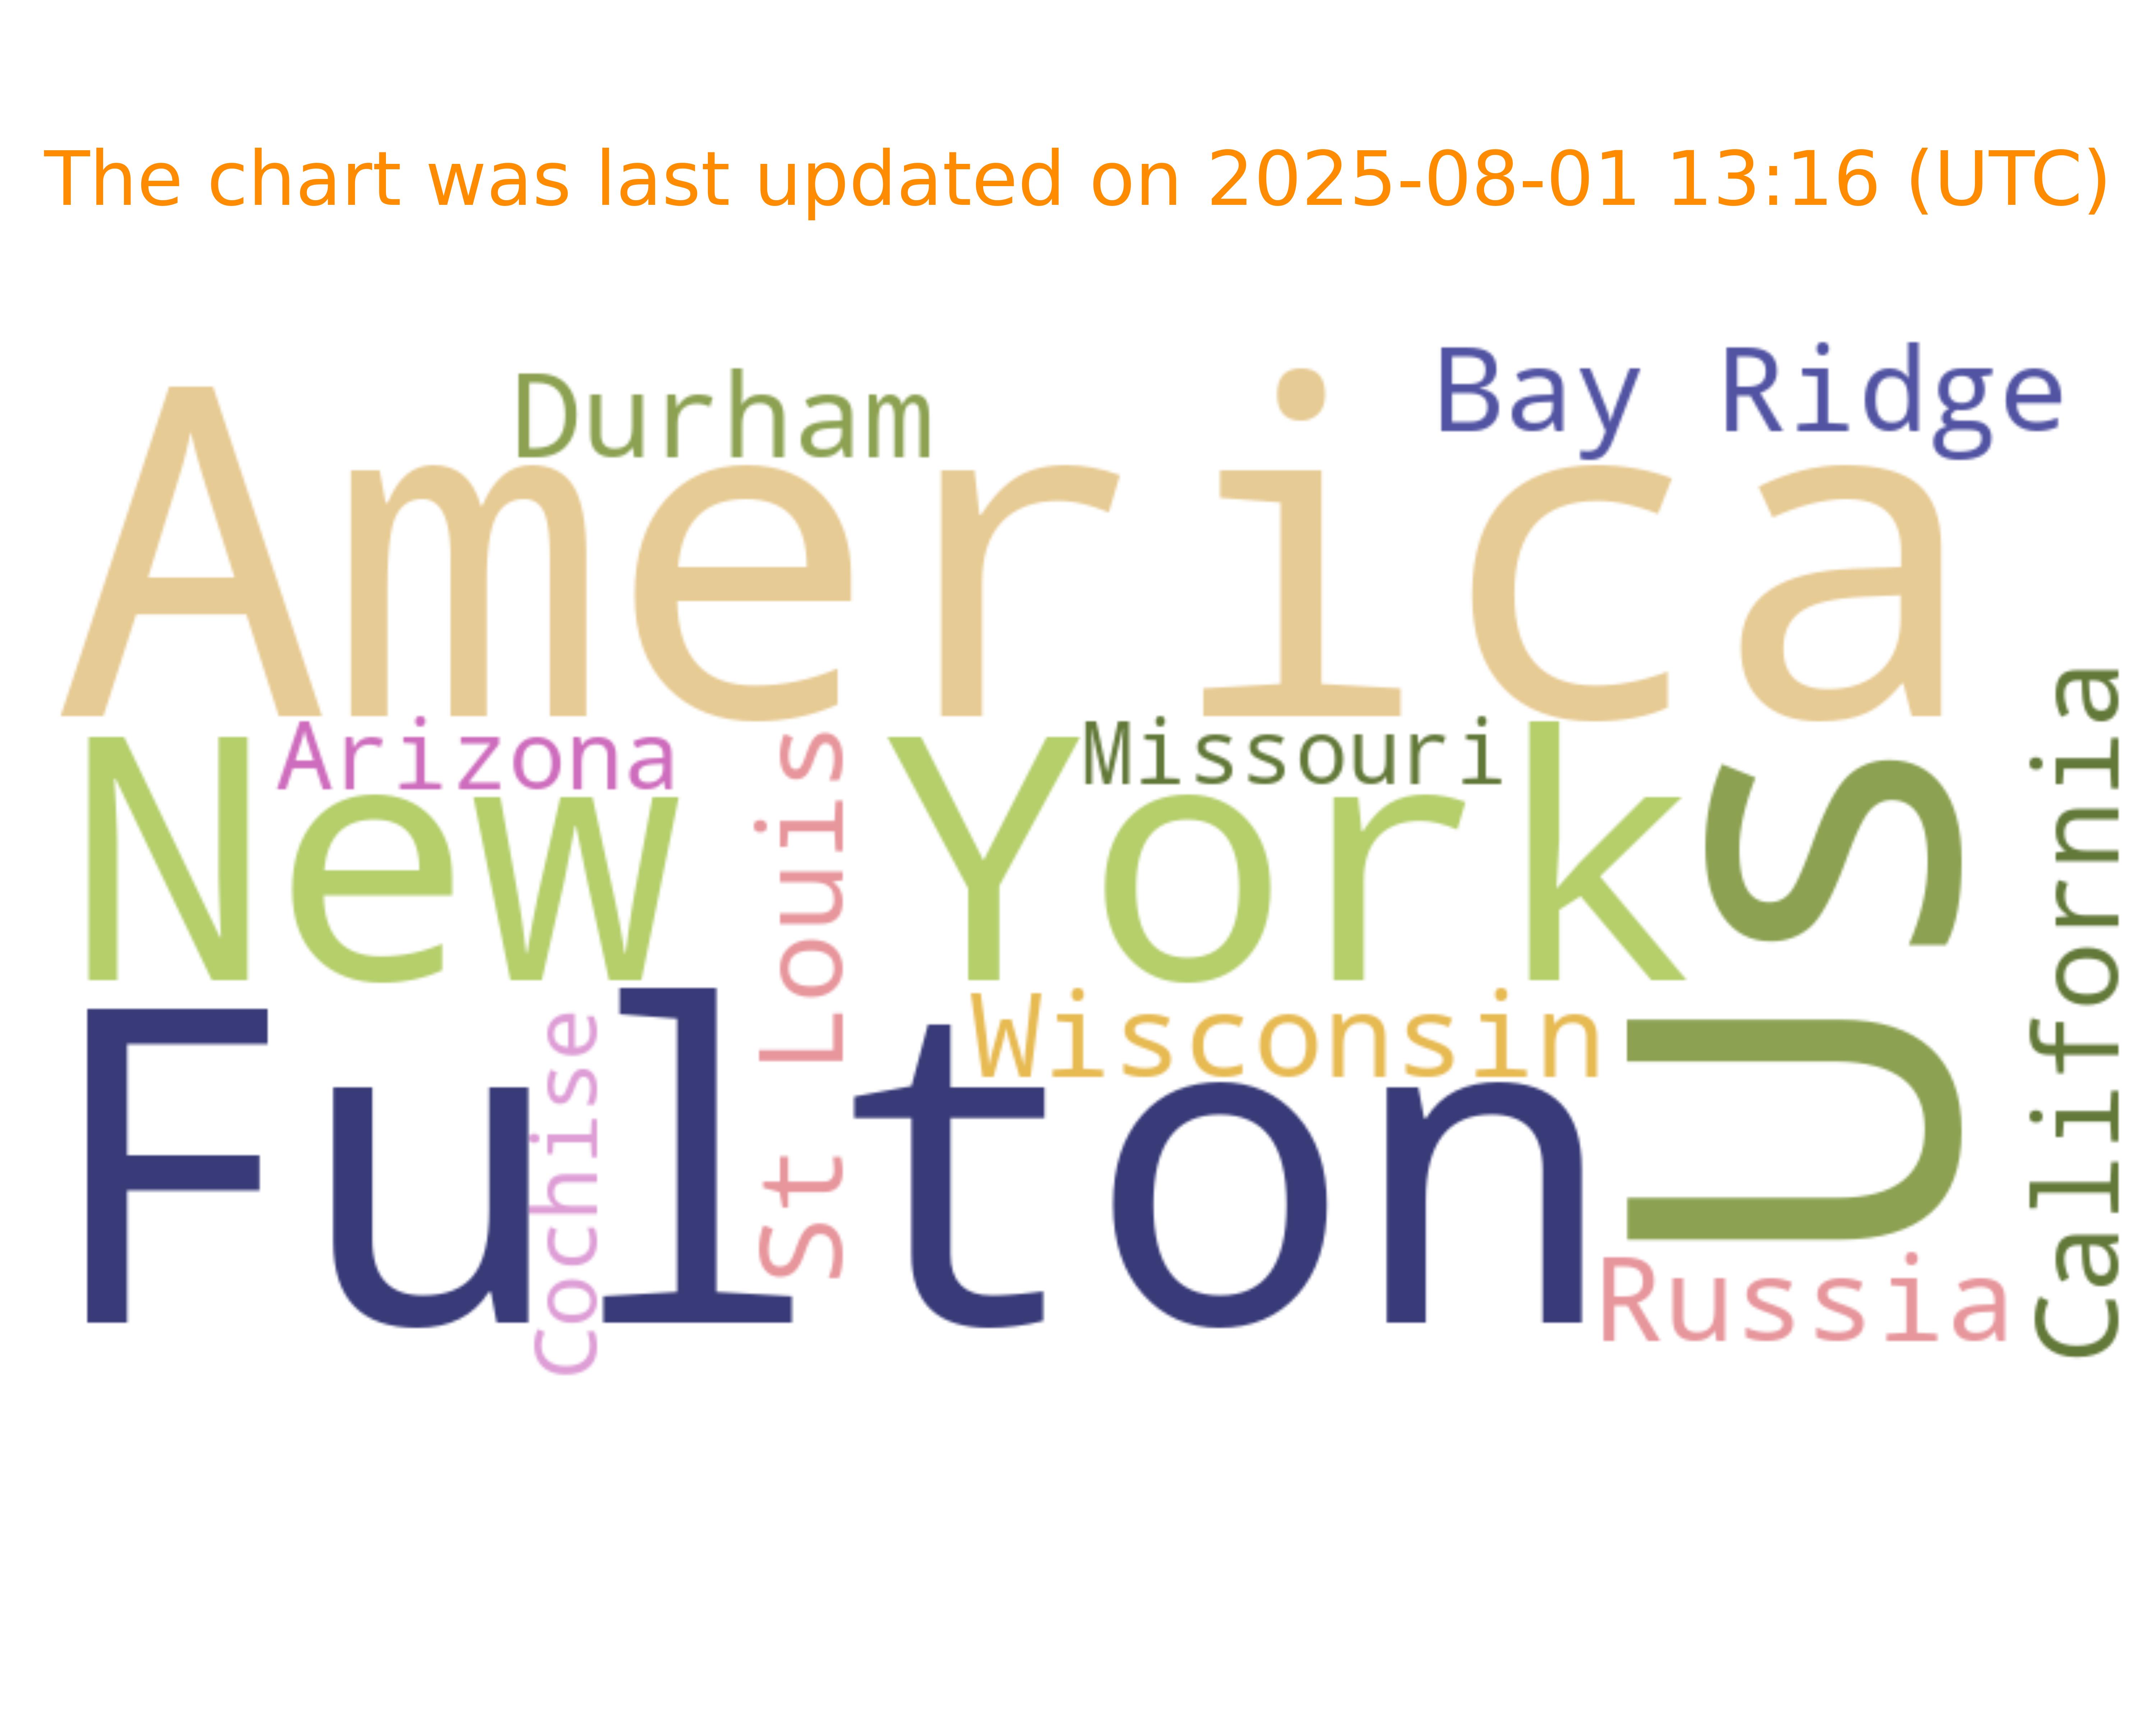 The chart was last updated on 2025-08-01 13:16 (UTC)
Durham
Bay Ridge
America
Arizona
Missouri
New York
St Louis
US
California
Wisconsin
Fulton
Cochise
Russia